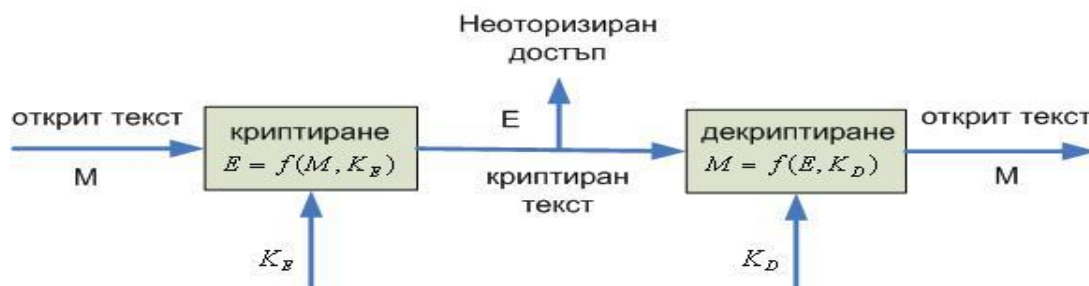 Неоторизиран
достъп
открит текст
M
криптиране
E = f(M, K_E)
E
криптиран
текст
декриптиране
M = f(E, K_D)
открит текст
M
K_E
K_D